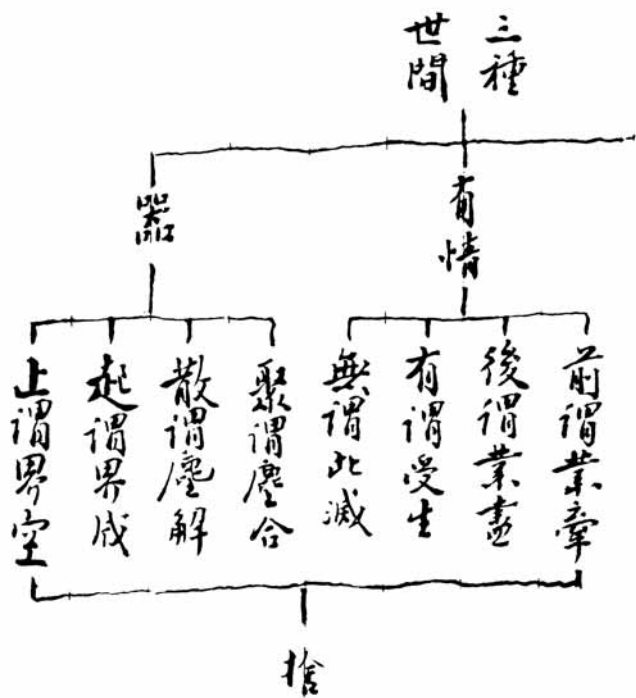 三種
世間
有情
器
前謂業牽
後謂業盡
有謂受生
無謂此滅
聚謂塵合
散謂塵解
起謂界成
止謂界空
捨